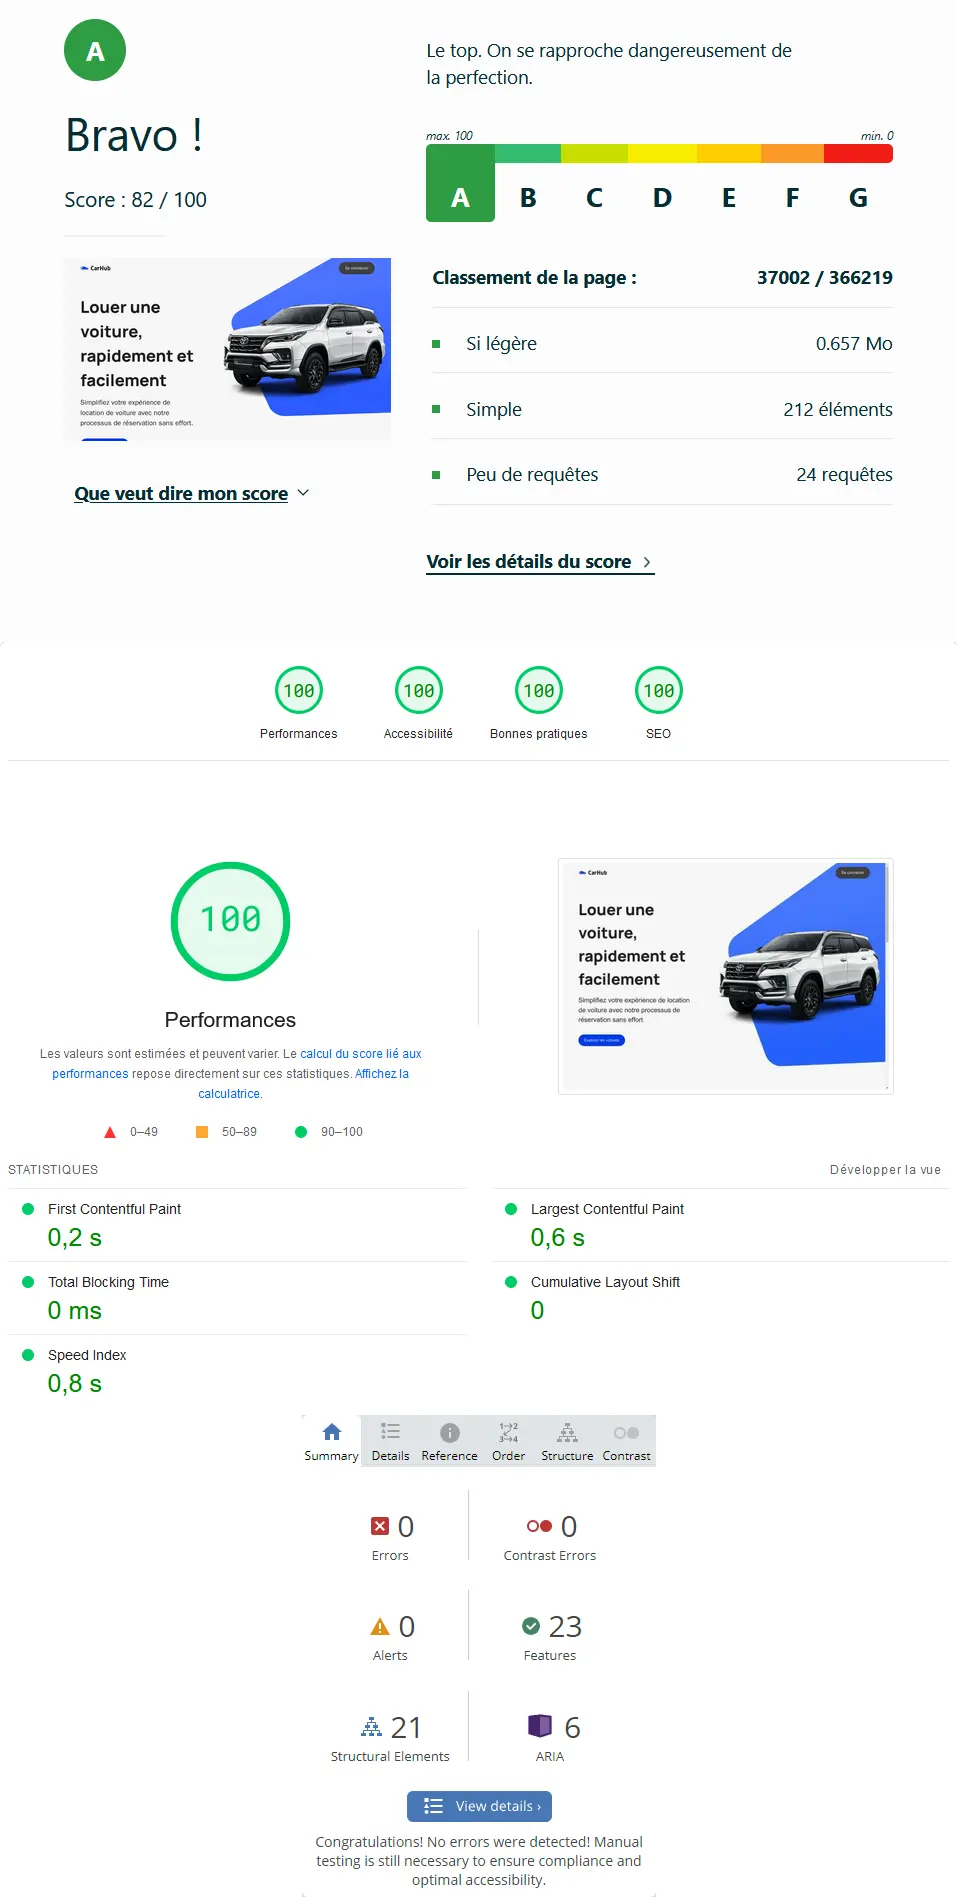 A
Bravo !
Score : 82 / 100
CarHub
Se connecter
Louer une
voiture,
rapidement et
facilement
Simplifiez votre expérience de
location de voiture avec notre
processus de réservation sans effort.
Que veut dire mon score
Le top. On se rapproche dangereusement de
la perfection.
max. 100
min. 0
A B C D E F G
Classement de la page : 37002 / 366219
Si légère 0.657 Mo
Simple 212 éléments
Peu de requêtes 24 requêtes
Voir les détails du score
100 100 100 100
Performances Accessibilité Bonnes pratiques SEO
100
Performances
Les valeurs sont estimées et peuvent varier. Le calcul du score lié aux
performances repose directement sur ces statistiques. Affichez la
calculatrice.
0–49 50–89 90–100
CarHub
Se connecter
Louer une
voiture,
rapidement et
facilement
Simplifiez votre expérience de location
de voiture avec notre processus de
réservation sans effort.
Explorer les voitures
STATISTIQUES
Développer la vue
First Contentful Paint
0,2 s
Largest Contentful Paint
0,6 s
Total Blocking Time
0 ms
Cumulative Layout Shift
0
Speed Index
0,8 s
Summary Details Reference Order Structure Contrast
0
Errors
0
Contrast Errors
0
Alerts
23
Features
21
Structural Elements
6
ARIA
View details ›
Congratulations! No errors were detected! Manual
testing is still necessary to ensure compliance and
optimal accessibility.